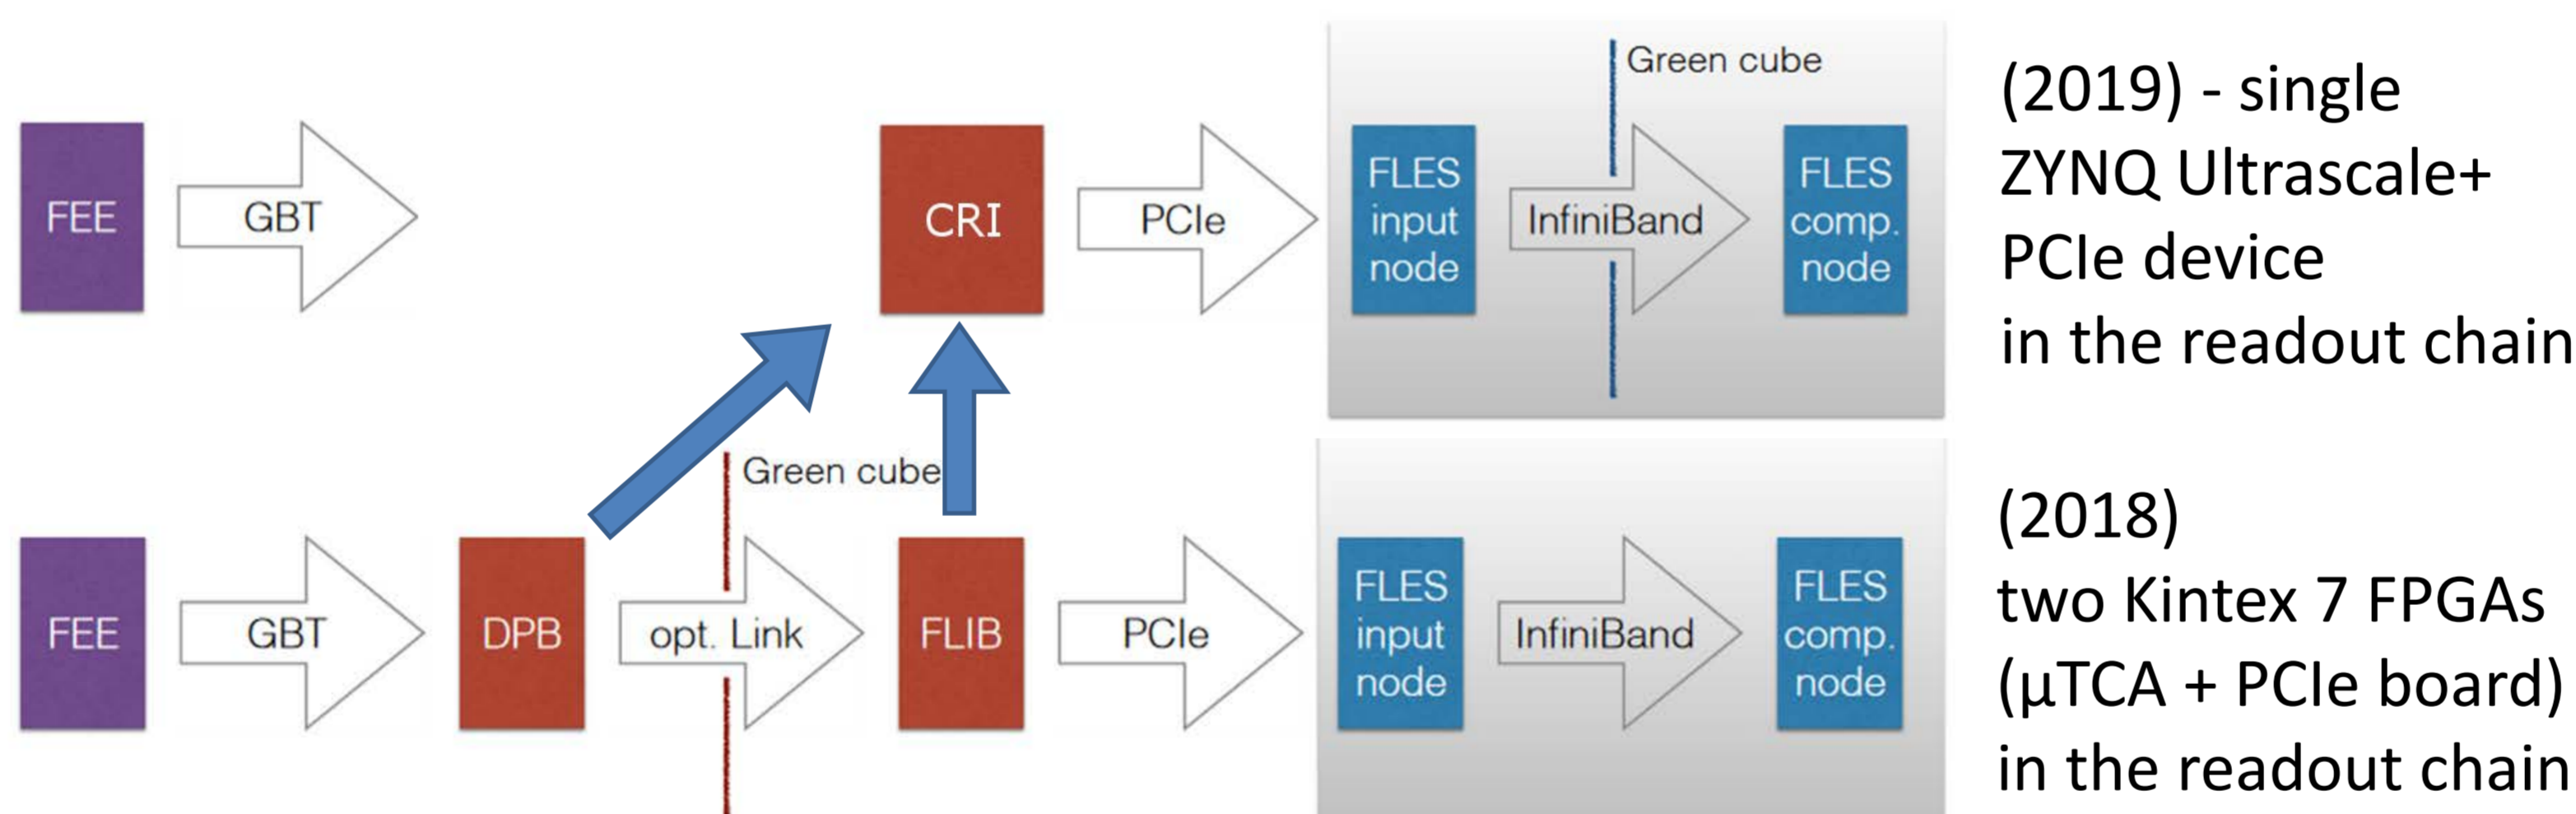 FEE
GBT
CRI
PCIe
FLES
input
node
Green cube
InfiniBand
FLES
comp.
node
(2019) - single
ZYNQ Ultrascale+
PCIe device
in the readout chain
Green cube
FEE
GBT
DPB
opt. Link
FLIB
PCIe
FLES
input
node
InfiniBand
FLES
comp.
node
(2018)
two Kintex 7 FPGAs
(µTCA + PCIe board)
in the readout chain